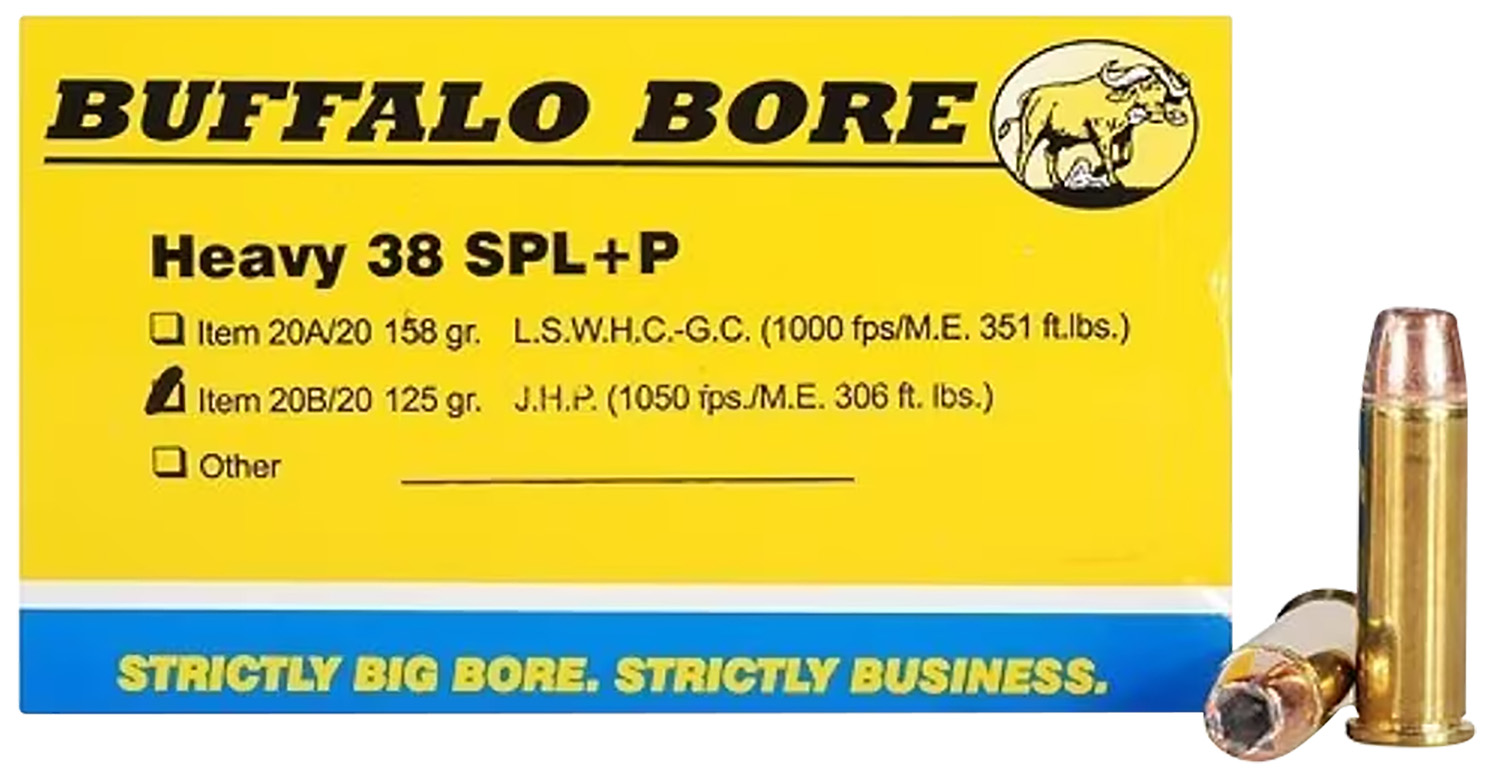 BUFFALO BORE
Heavy 38 SPL+P
Item 20A/20 158 gr. L.S.W.H.C.-G.C. (1000 fps/M.E. 351 ft.lbs.)
Item 20B/20 125 gr. J.H.P. (1050 fps./M.E. 306 ft. lbs.)
Other
STRICTLY BIG BORE. STRICTLY BUSINESS.